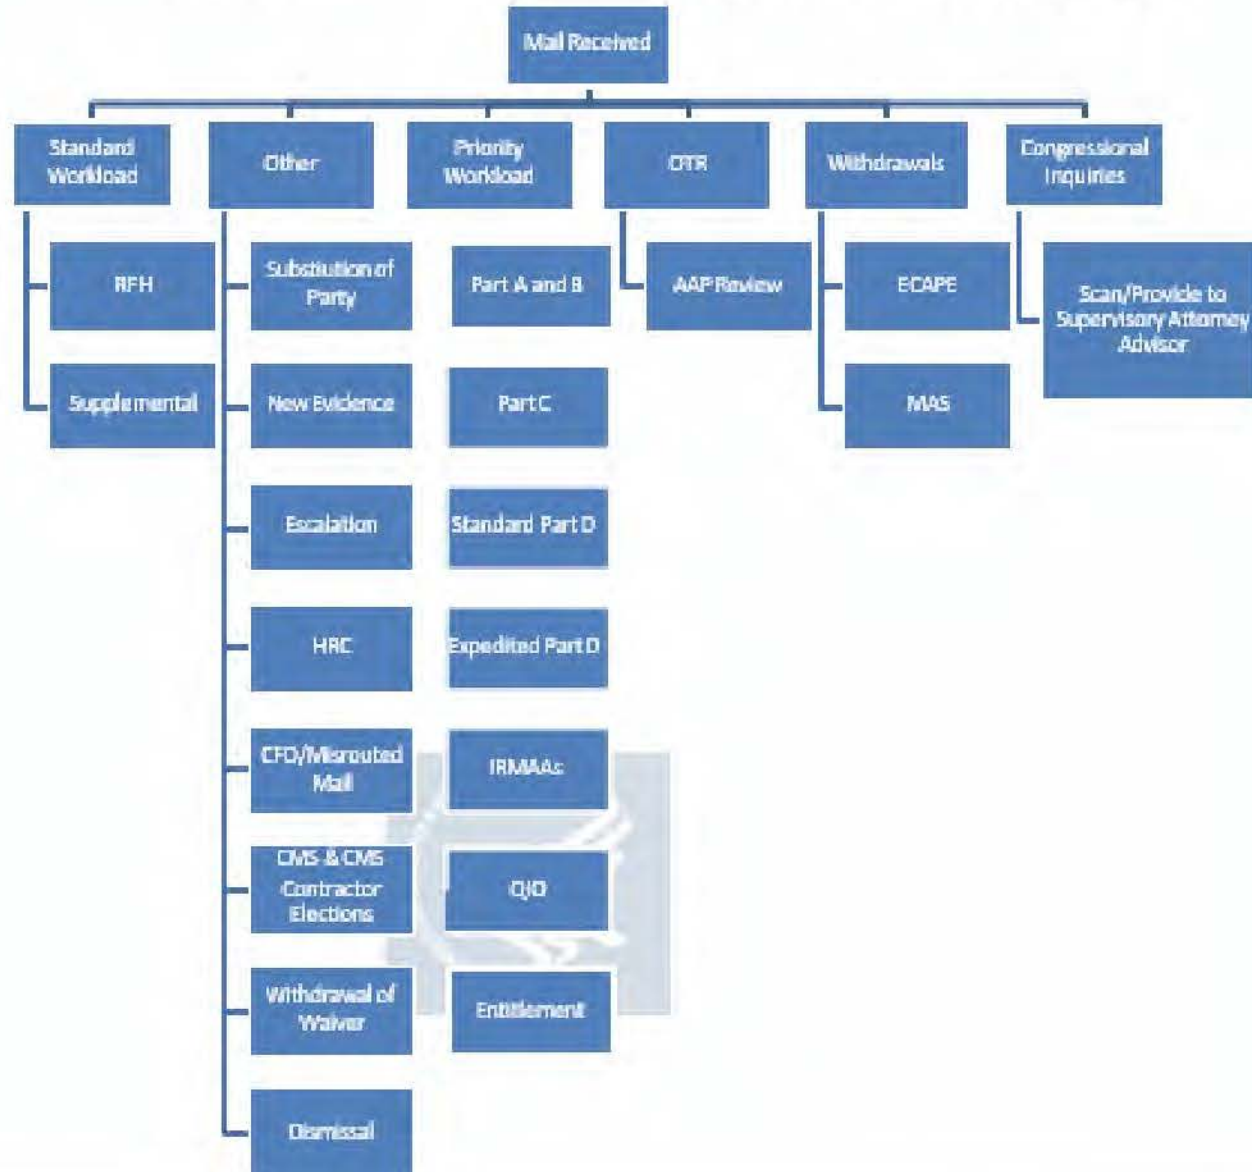 Mail Received
Standard
Workload
Other
Priority
Workload
OTR
Withdrawals
Congressional
Inquiries
RFH
Supplemental
Substitution of
Party
New Evidence
Escalation
HRC
CFD/Misrouted
Mail
CMS & CMS
Contractor
Elections
Withdrawal of
Waiver
Dismissal
Part A and B
Part C
Standard Part D
Expedited Part D
IRMAAs
QIO
Entitlement
AAP Review
ECAPE
MAS
Scan/Provide to
Supervisory Attorney
Advisor